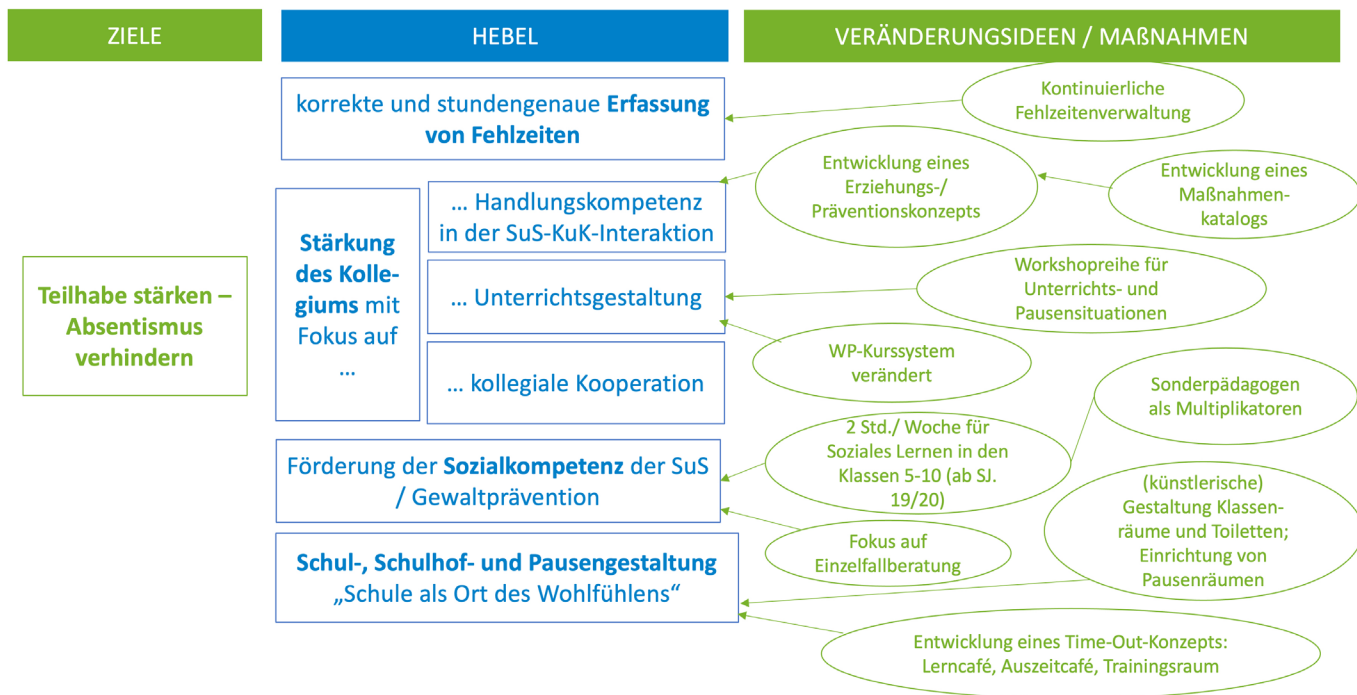 ZIELE
HEBEL
VERÄNDERUNGSIDEEN / MAßNAHMEN
korrekte und stundengenaue Erfassung
von Fehlzeiten
Kontinuierliche
Fehlzeitenverwaltung
Teilhabe stärken –
Absentismus
verhindern
Stärkung
des Kolle-
giums mit
Fokus auf
...
... Handlungskompetenz
in der SuS-KuK-Interaktion
Entwicklung eines
Erziehungs-/
Präventionskonzepts
Entwicklung eines
Maßnahmen-
katalogs
... Unterrichtsgestaltung
Workshopreihe für
Unterrichts- und
Pausensituationen
WP-Kurssystem
verändert
... kollegiale Kooperation
Sonderpädagogen
als Multiplikatoren
Förderung der Sozialkompetenz der SuS
/ Gewaltprävention
2 Std./ Woche für
Soziales Lernen in den
Klassen 5-10 (ab SJ.
19/20)
Fokus auf
Einzelfallberatung
Schul-, Schulhof- und Pausengestaltung
„Schule als Ort des Wohlfühlens“
(künstlerische)
Gestaltung Klassen-
räume und Toiletten;
Einrichtung von
Pausenräumen
Entwicklung eines Time-Out-Konzepts:
Lerncafé, Auszeitcafé, Trainingsraum